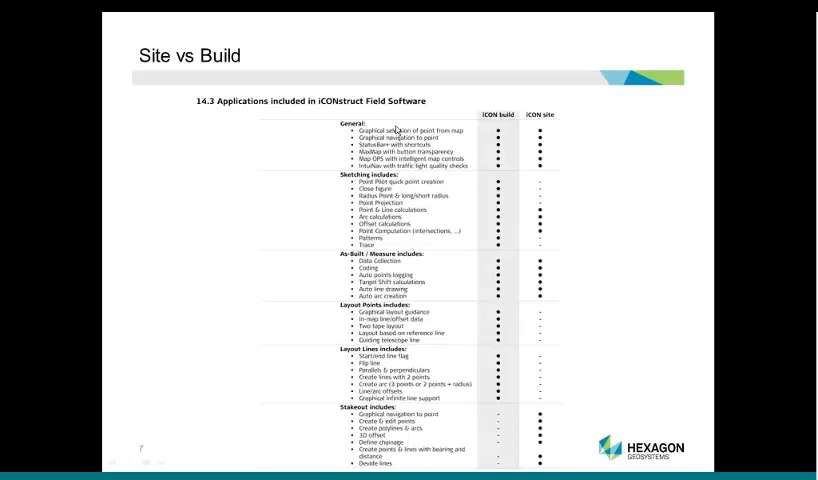 Site vs Build
14.3 Applications included in iCONstruct Field Software
iCON build iCON site
General:
• Graphical selection of point from map ● ●
• Graphical navigation to point ● ●
• StatusBar+ with shortcuts ● ●
• MaxMap with button transparency ● ●
• Map OPS with intelligent map controls ● ●
• IntuiNav with traffic light quality checks ● ●
Sketching includes:
• Point Pilot quick point creation ● -
• Close figure ● -
• Radius Point & long/short radius ● -
• Point Projection ● -
• Point & Line calculations ● ●
• Arc calculations ● ●
• Offset calculations ● ●
• Point Computation (intersections, ...) ● ●
• Patterns ● -
• Trace ● -
As-Built / Measure includes:
• Data Collection ● ●
• Coding ● ●
• Auto points logging ● ●
• Target Shift calculations ● ●
• Auto line drawing ● ●
• Auto arc creation ● ●
Layout Points includes:
• Graphical layout guidance ● -
• In-map line/offset data ● -
• Two tape layout ● -
• Layout based on reference line ● -
• Guiding telescope line ● -
Layout Lines includes:
• Start/end line flag ● -
• Flip line ● -
• Parallels & perpendiculars ● -
• Create lines with 2 points ● -
• Create arc (3 points or 2 points + radius) ● -
• Line/arc offsets ● -
• Graphical infinite line support ● -
Stakeout includes:
• Graphical navigation to point - ●
• Create & edit points - ●
• Create polylines & arcs - ●
• 3D offset - ●
• Define chainage - ●
• Create points & lines with bearing and
distance - ●
• Devide lines - ●
7
HEXAGON
GEOSYSTEMS